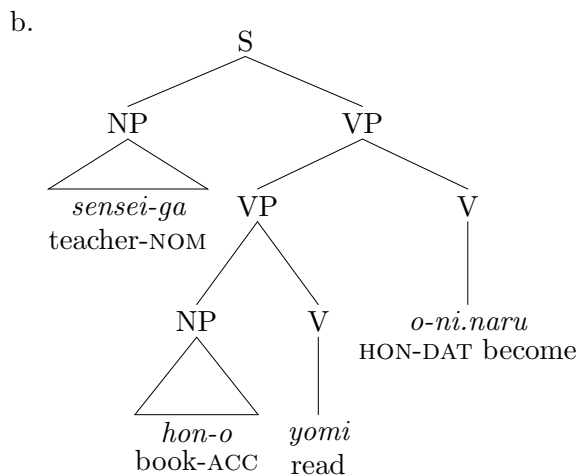 b.
S
NP VP
sensei-ga
teacher-NOM
VP V
NP V
o-ni.naru
HON-DAT become
hon-o yomi
book-ACC read